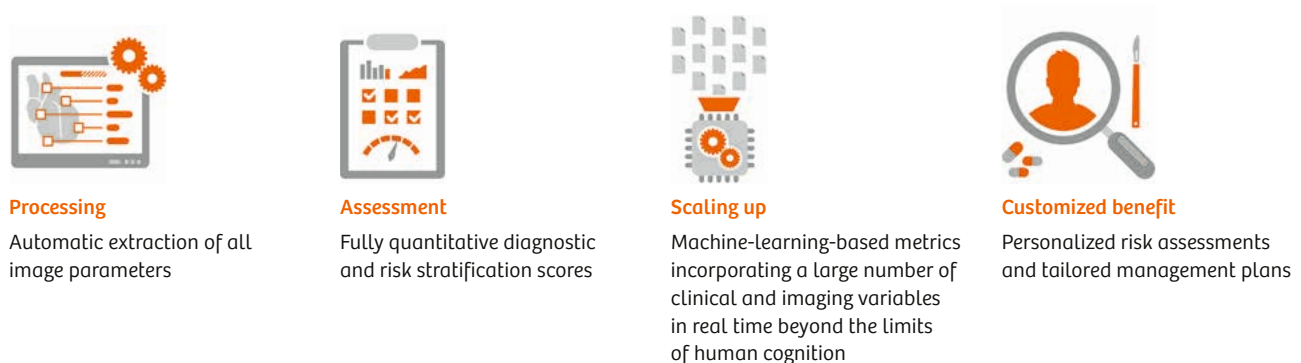 Processing
Automatic extraction of all
image parameters
Assessment
Fully quantitative diagnostic
and risk stratification scores
Scaling up
Machine-learning-based metrics
incorporating a large number of
clinical and imaging variables
in real time beyond the limits
of human cognition
Customized benefit
Personalized risk assessments
and tailored management plans